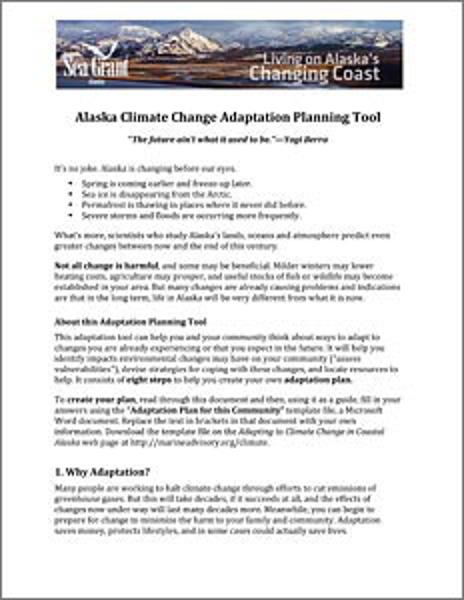 Sea Grant
Alaska
Living on Alaska's
Changing Coast
Alaska Climate Change Adaptation Planning Tool
"The future ain't what it used to be."—Yogi Berra
It's no joke. Alaska is changing before our eyes.
• Spring is coming earlier and freeze-up later.
• Sea ice is disappearing from the Arctic.
• Permafrost is thawing in places where it never did before.
• Severe storms and floods are occurring more frequently.
What's more, scientists who study Alaska's lands, oceans and atmosphere predict even
greater changes between now and the end of this century.
Not all change is harmful, and some may be beneficial. Milder winters may lower
heating costs, agriculture may prosper, and useful stocks of fish or wildlife may become
established in your area. But many changes are already causing problems and indications
are that in the long term, life in Alaska will be very different from what it is now.
About this Adaptation Planning Tool
This adaptation tool can help you and your community think about ways to adapt to
changes you are already experiencing or that you expect in the future. It will help you
identify impacts environmental changes may have on your community ("assess
vulnerabilities"), devise strategies for coping with these changes, and locate resources to
help. It consists of eight steps to help you create your own adaptation plan.
To create your plan, read through this document and then, using it as a guide, fill in your
answers using the "Adaptation Plan for this Community" template file, a Microsoft
Word document. Replace the text in brackets in that document with your own
information. Download the template file on the Adapting to Climate Change in Coastal
Alaska web page at http://marineadvisory.org/climate.
1. Why Adaptation?
Many people are working to halt climate change through efforts to cut emissions of
greenhouse gases. But this will take decades, if it succeeds at all, and the effects of
changes now under way will last many decades more. Meanwhile, you can begin to
prepare for change to minimize the harm to your family and community. Adaptation
saves money, protects lifestyles, and in some cases could actually save lives.